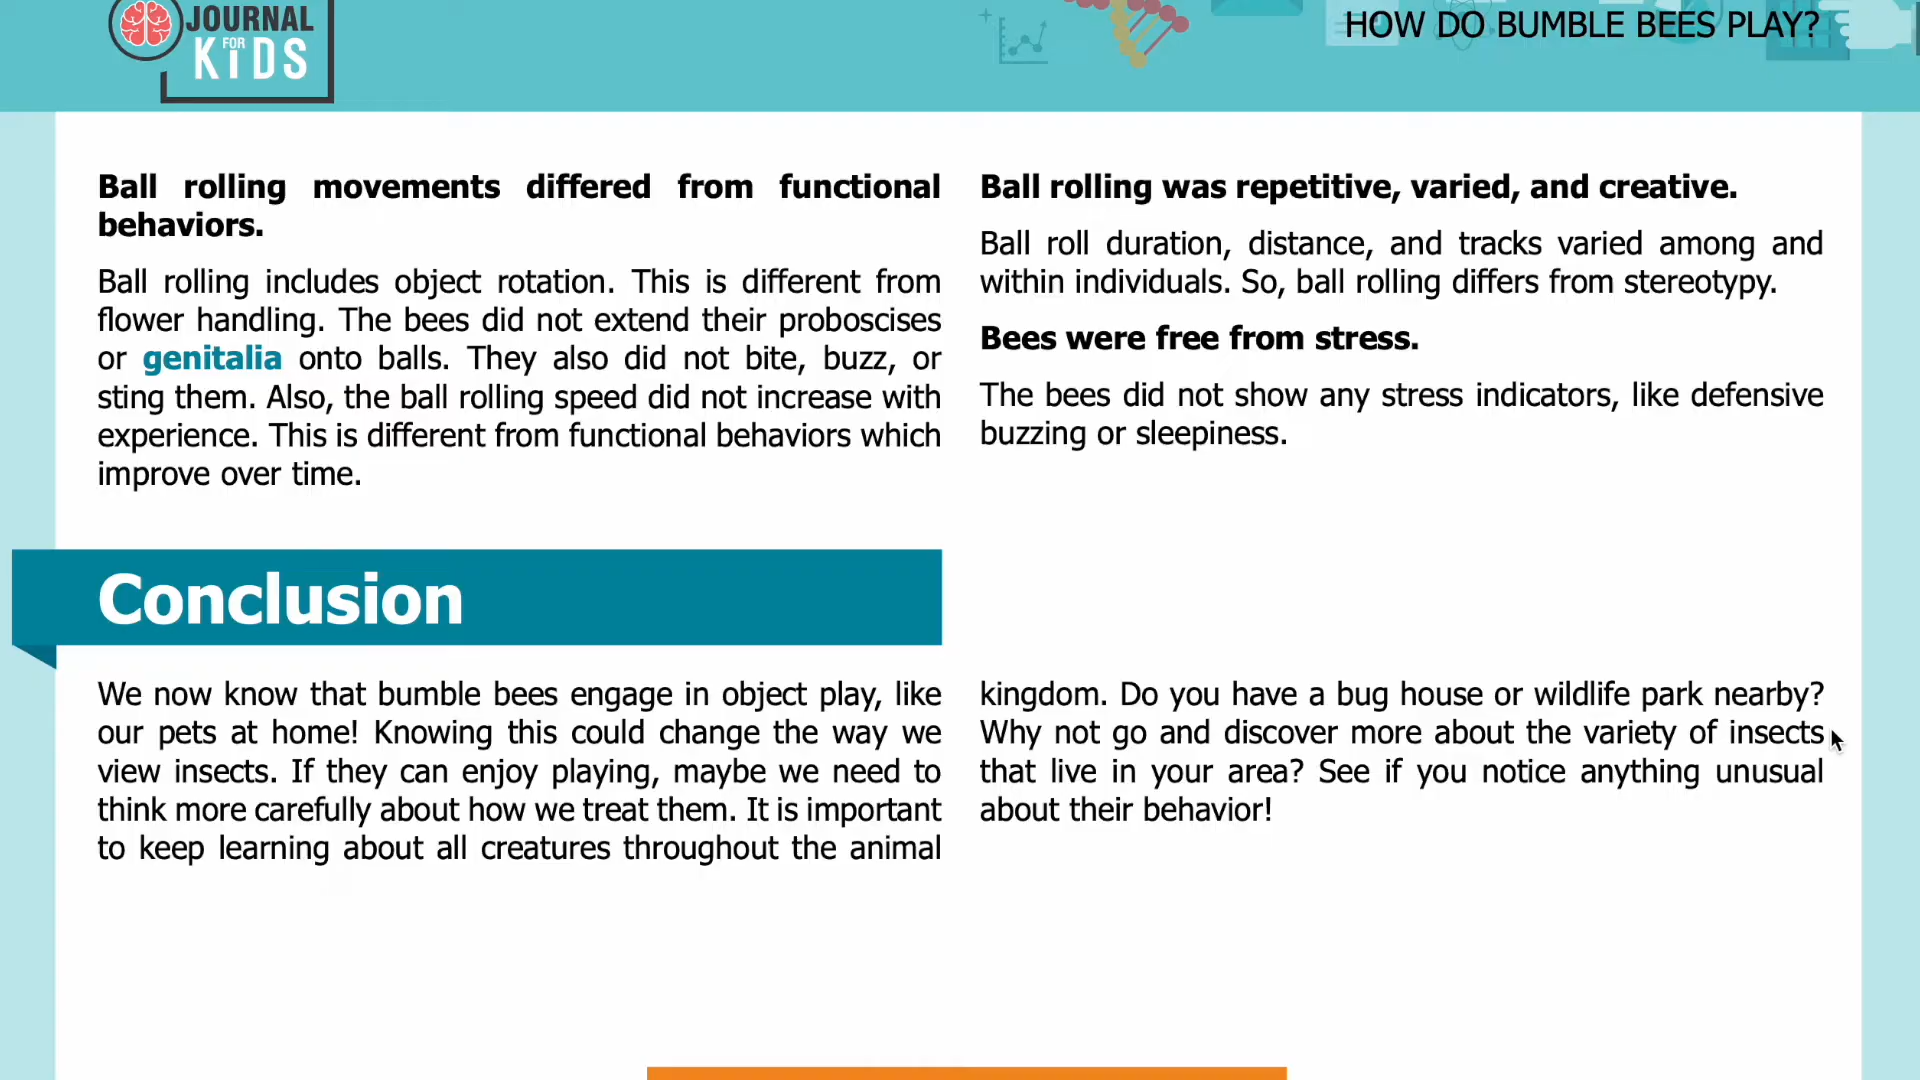 JOURNAL
FOR
KiDS
HOW DO BUMBLE BEES PLAY?
Ball rolling movements differed from functional
behaviors.
Ball rolling includes object rotation. This is different from
flower handling. The bees did not extend their proboscises
or genitalia onto balls. They also did not bite, buzz, or
sting them. Also, the ball rolling speed did not increase with
experience. This is different from functional behaviors which
improve over time.
Ball rolling was repetitive, varied, and creative.
Ball roll duration, distance, and tracks varied among and
within individuals. So, ball rolling differs from stereotypy.
Bees were free from stress.
The bees did not show any stress indicators, like defensive
buzzing or sleepiness.
Conclusion
We now know that bumble bees engage in object play, like
our pets at home! Knowing this could change the way we
view insects. If they can enjoy playing, maybe we need to
think more carefully about how we treat them. It is important
to keep learning about all creatures throughout the animal
kingdom. Do you have a bug house or wildlife park nearby?
Why not go and discover more about the variety of insects
that live in your area? See if you notice anything unusual
about their behavior!